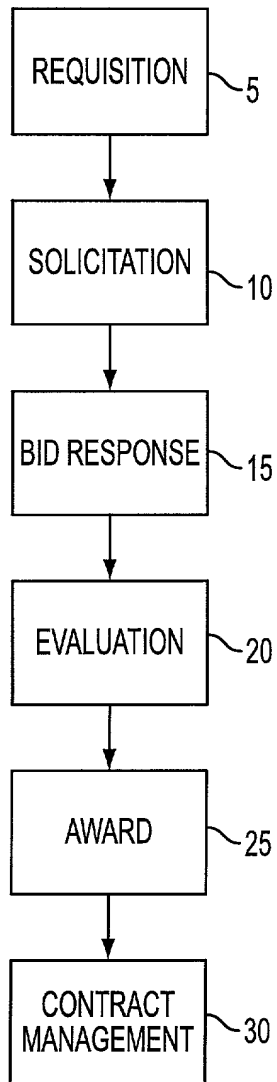 REQUISITION
5
SOLICITATION
10
BID RESPONSE
15
EVALUATION
20
AWARD
25
CONTRACT
MANAGEMENT
30